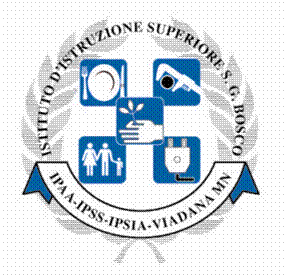 ISTITUTO D'ISTRUZIONE SUPERIORE S. G. BOSCO
IPAA-IPSS-IPSIA-VIADANA MN